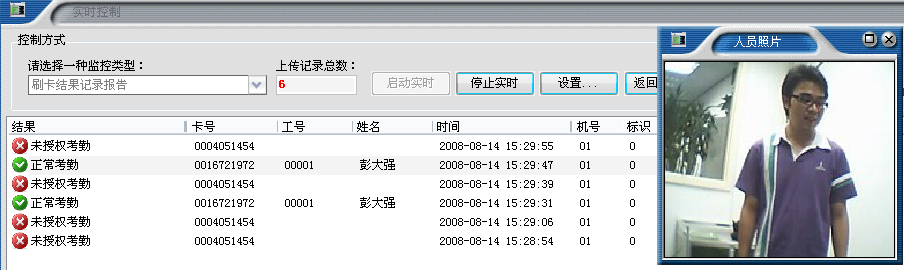 实时控制
人员照片
控制方式
请选择一种监控类型：
上传记录总数：
刷卡结果记录报告
6
启动实时
停止实时
设置...
返回
结果 卡号 工号 姓名 时间 机号 标识
未授权考勤 0004051454 2008-08-14 15:29:55 01 0
正常考勤 0016721972 00001 彭大强 2008-08-14 15:29:47 01 0
未授权考勤 0004051454 2008-08-14 15:29:39 01 0
正常考勤 0016721972 00001 彭大强 2008-08-14 15:29:31 01 0
未授权考勤 0004051454 2008-08-14 15:29:06 01 0
未授权考勤 0004051454 2008-08-14 15:28:54 01 0